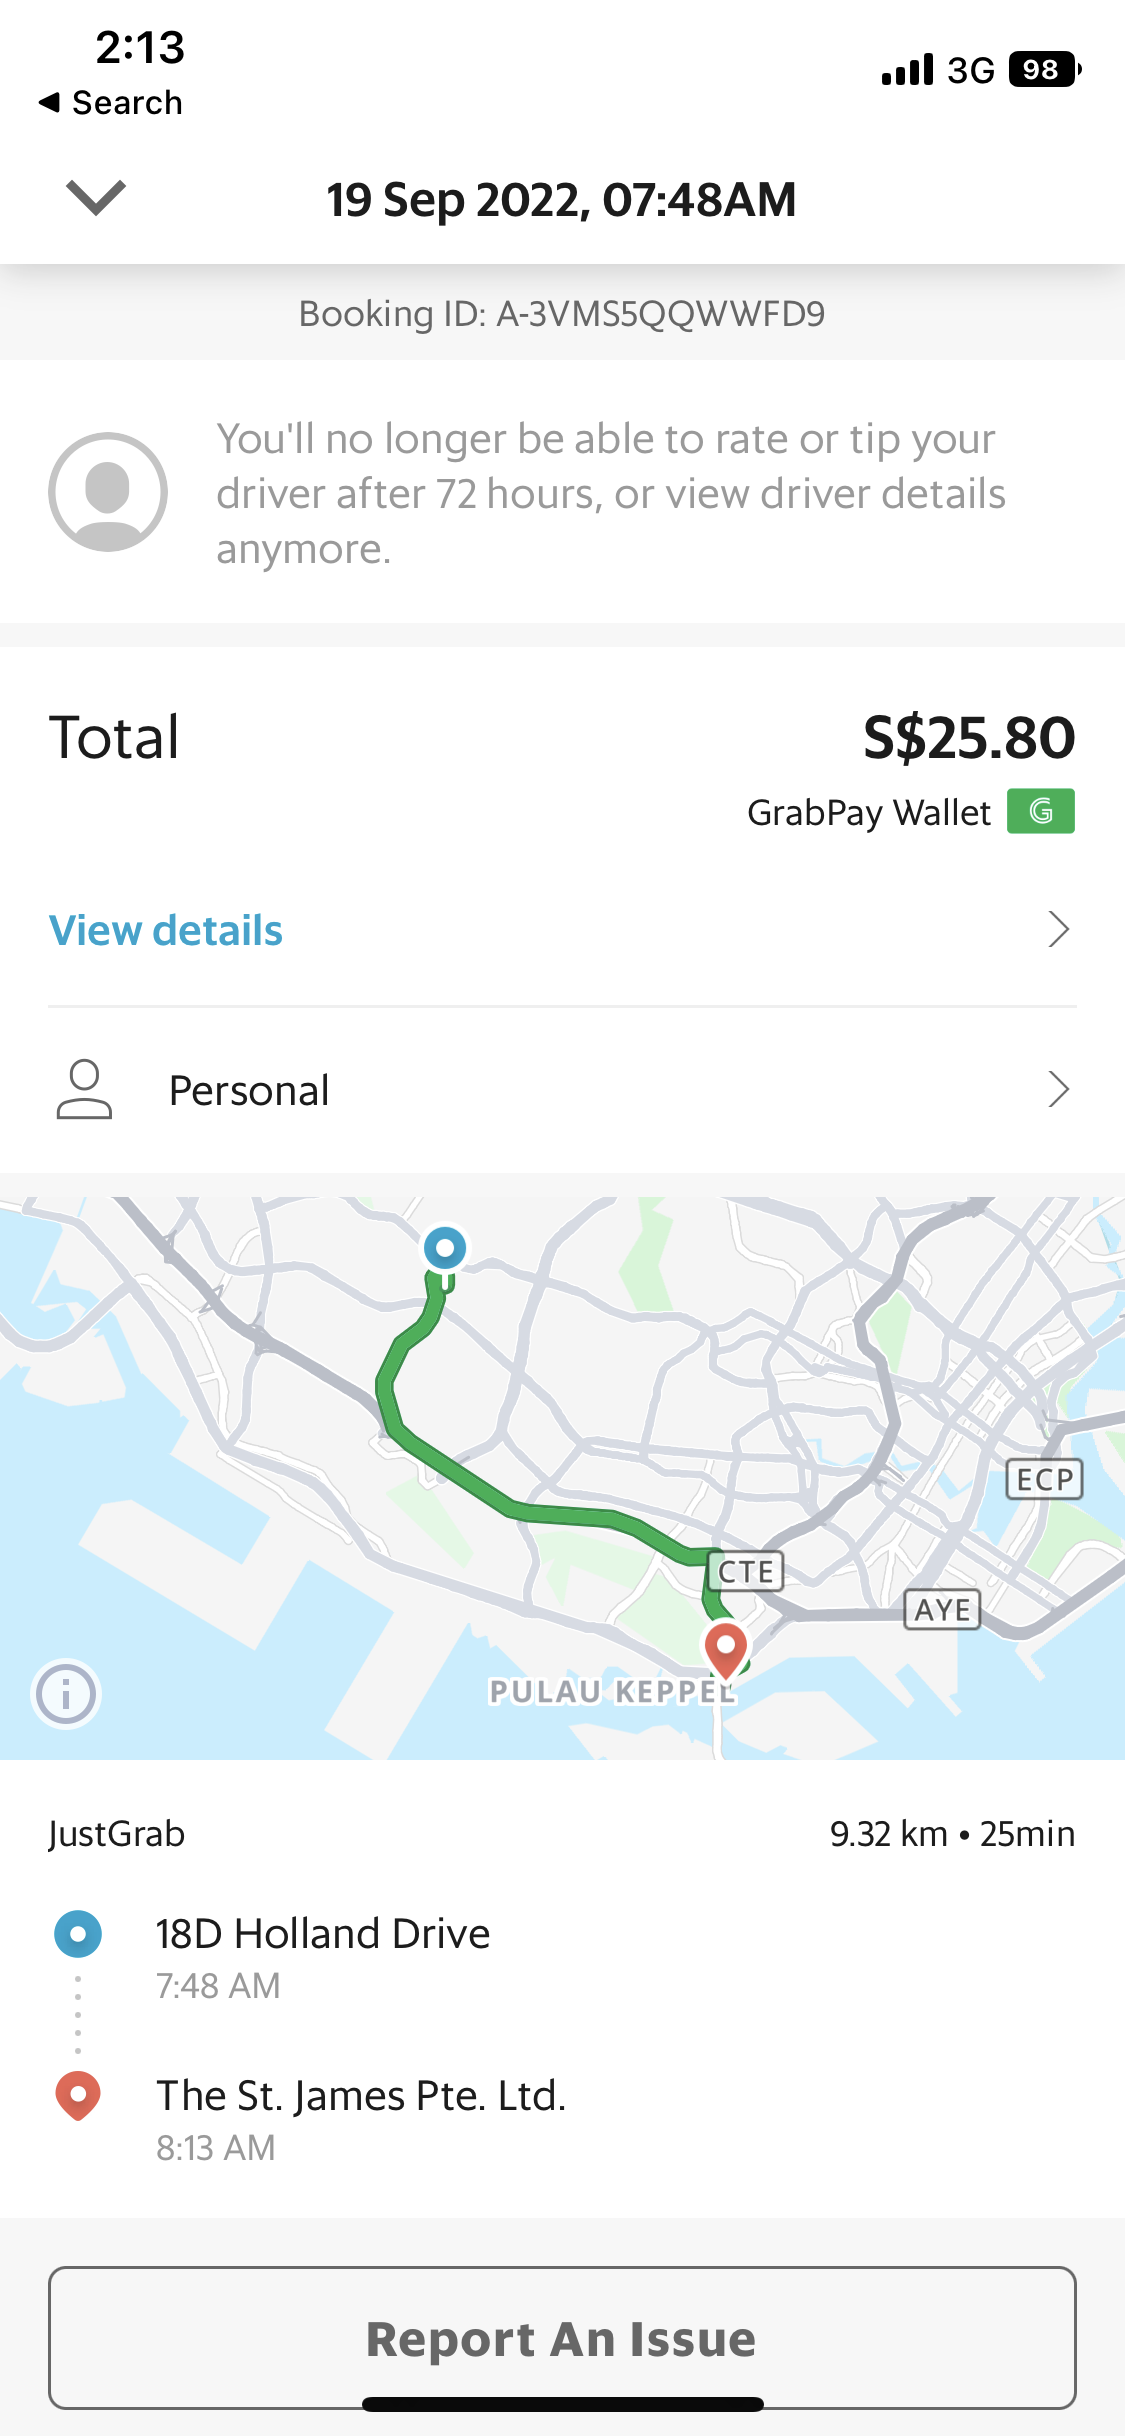 2:13
3G 98
◀ Search
19 Sep 2022, 07:48AM
Booking ID: A-3VMS5QQWWFD9
You'll no longer be able to rate or tip your
driver after 72 hours, or view driver details
anymore.
Total
S$25.80
GrabPay Wallet G
View details
Personal
ECP
CTE
AYE
PULAU KEPPEL
i
JustGrab
9.32 km • 25min
18D Holland Drive
7:48 AM
The St. James Pte. Ltd.
8:13 AM
Report An Issue